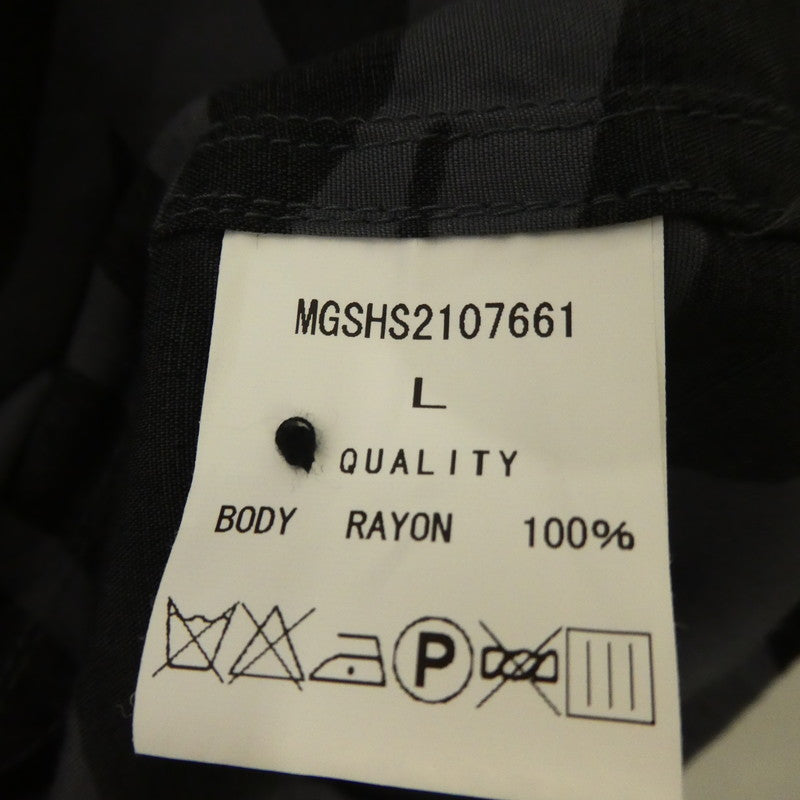 MGSHS2107661
L
QUALITY
BODY RAYON 100%
P